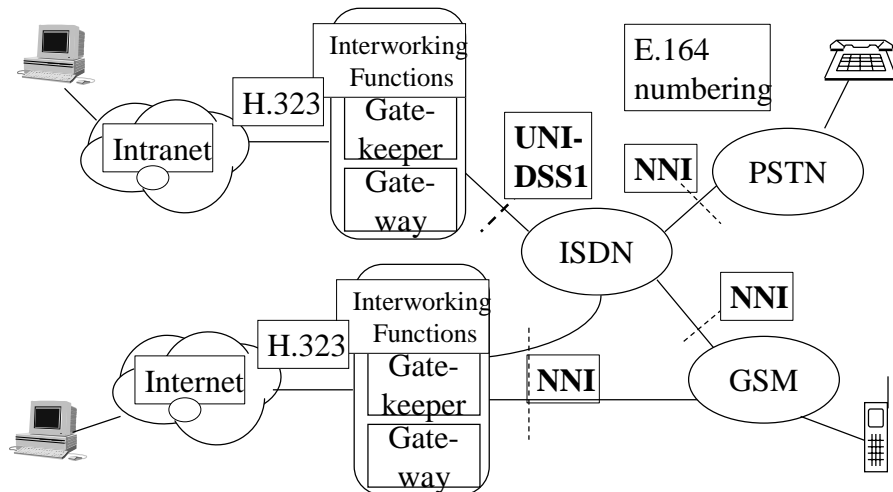 Interworking
Functions
H.323
Gate-
keeper
Gate-
way
Intranet
UNI-
DSS1
E.164
numbering
NNI
PSTN
ISDN
Interworking
Functions
H.323
Gate-
keeper
Gate-
way
Internet
NNI
NNI
GSM